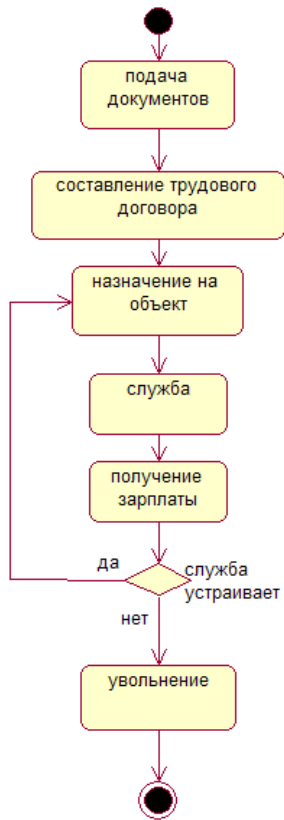 подача
документов
составление трудового
договора
назначение на
объект
служба
получение
зарплаты
да
служба
устраивает
нет
увольнение